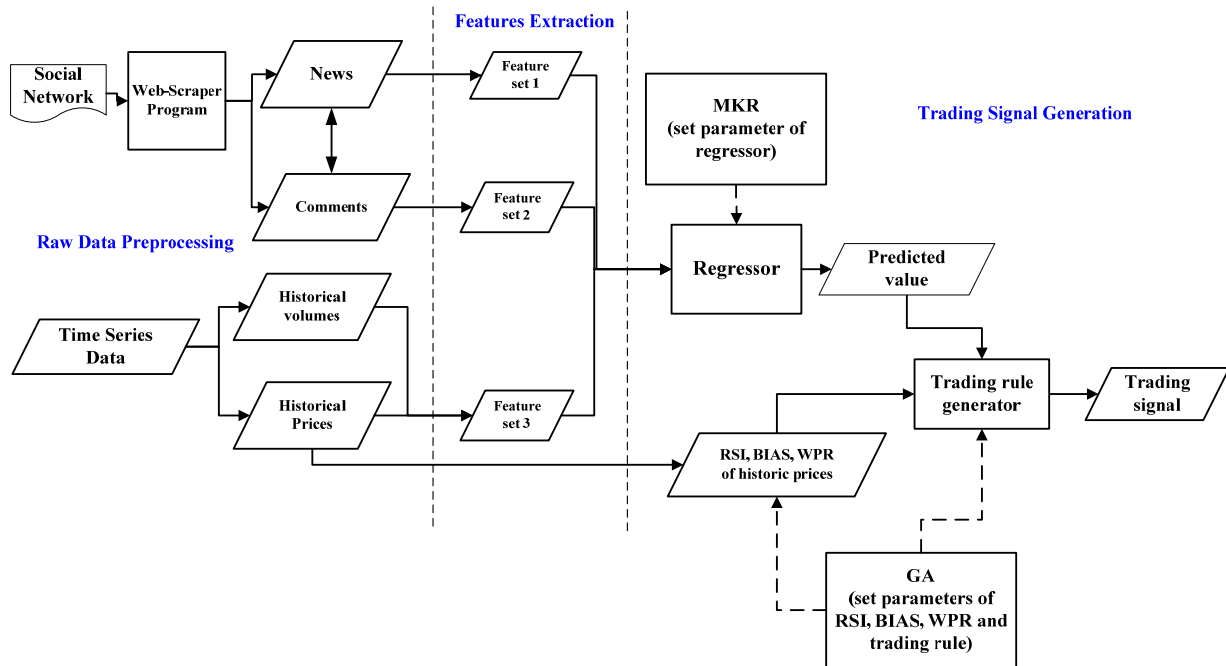 Features Extraction
Social
Network
Web-Scraper
Program
News
Feature
set 1
MKR
(set parameter of
regressor)
Trading Signal Generation
Comments
Feature
set 2
Raw Data Preprocessing
Regressor
Predicted
value
Historical
volumes
Time Series
Data
Historical
Prices
Feature
set 3
Trading rule
generator
Trading
signal
RSI, BIAS, WPR
of historic prices
GA
(set parameters of
RSI, BIAS, WPR and
trading rule)